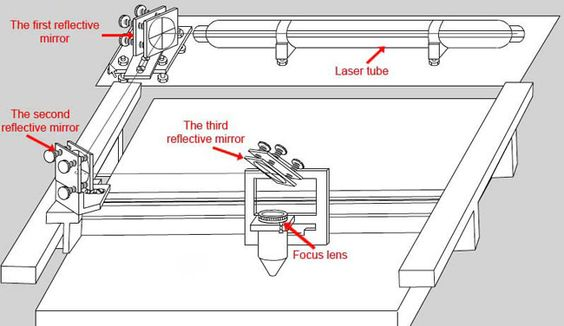 The first reflective
mirror
Laser tube
The second
reflective mirror
The third
reflective mirror
Focus lens